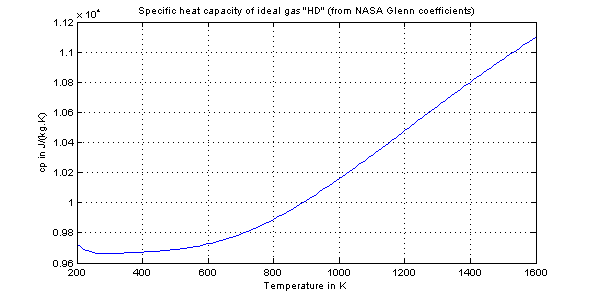 Specific heat capacity of ideal gas "HD" (from NASA Glenn coefficients)
x 10⁴
1.12
1.1
1.08
1.06
1.04
1.02
1
0.98
0.96
cp in J/(kg.K)
200 400 600 800 1000 1200 1400 1600
Temperature in K